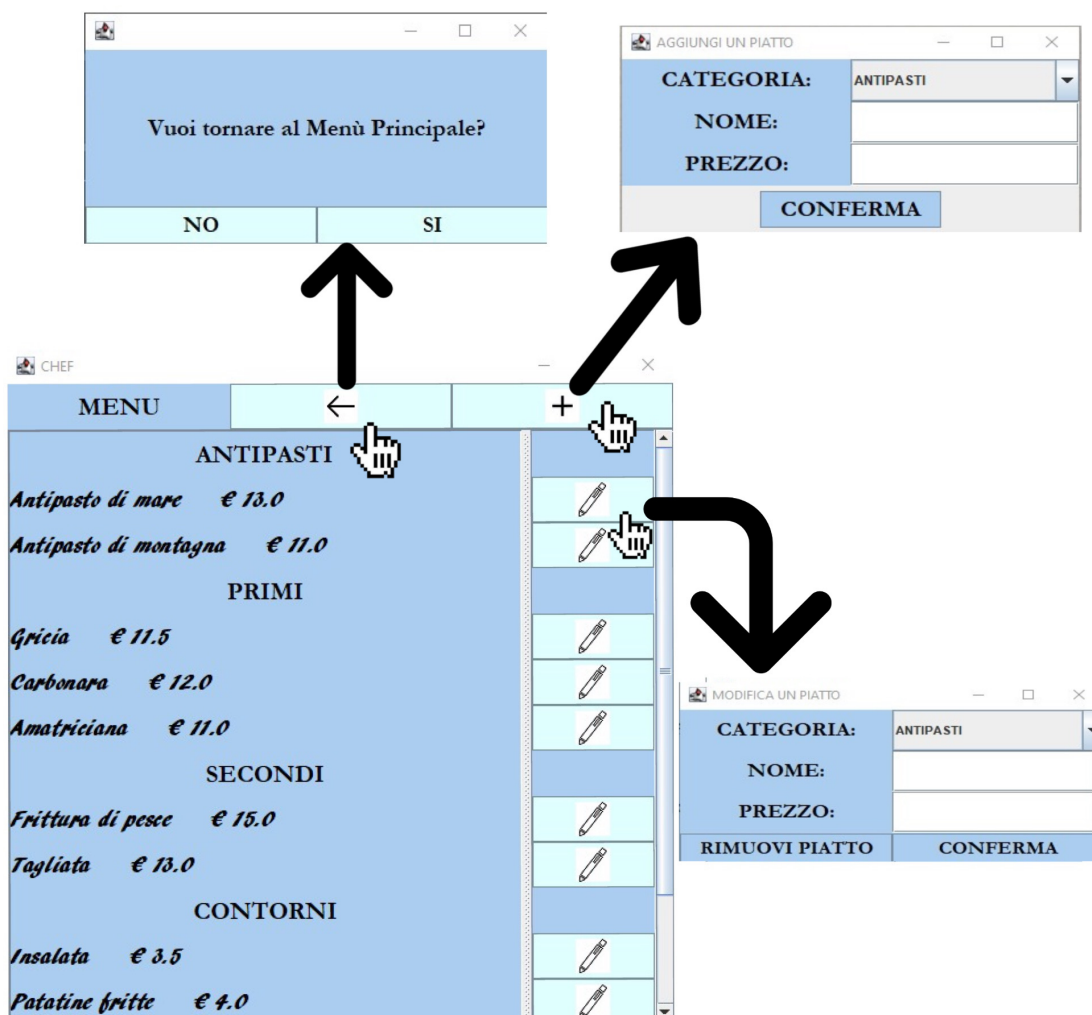 Vuoi tornare al Menù Principale?
NO SI
AGGIUNGI UN PIATTO
CATEGORIA: ANTIPASTI
NOME:
PREZZO:
CONFERMA
CHEF
MENU ← +
ANTIPASTI
Antipasto di mare € 13.0
Antipasto di montagna € 11.0
PRIMI
Gricia € 11.5
Carbonara € 12.0
Amatriciana € 11.0
SECONDI
Frittura di pesce € 15.0
Tagliata € 13.0
CONTORNI
Insalata € 3.5
Patatine fritte € 4.0
MODIFICA UN PIATTO
CATEGORIA: ANTIPASTI
NOME:
PREZZO:
RIMUOVI PIATTO CONFERMA